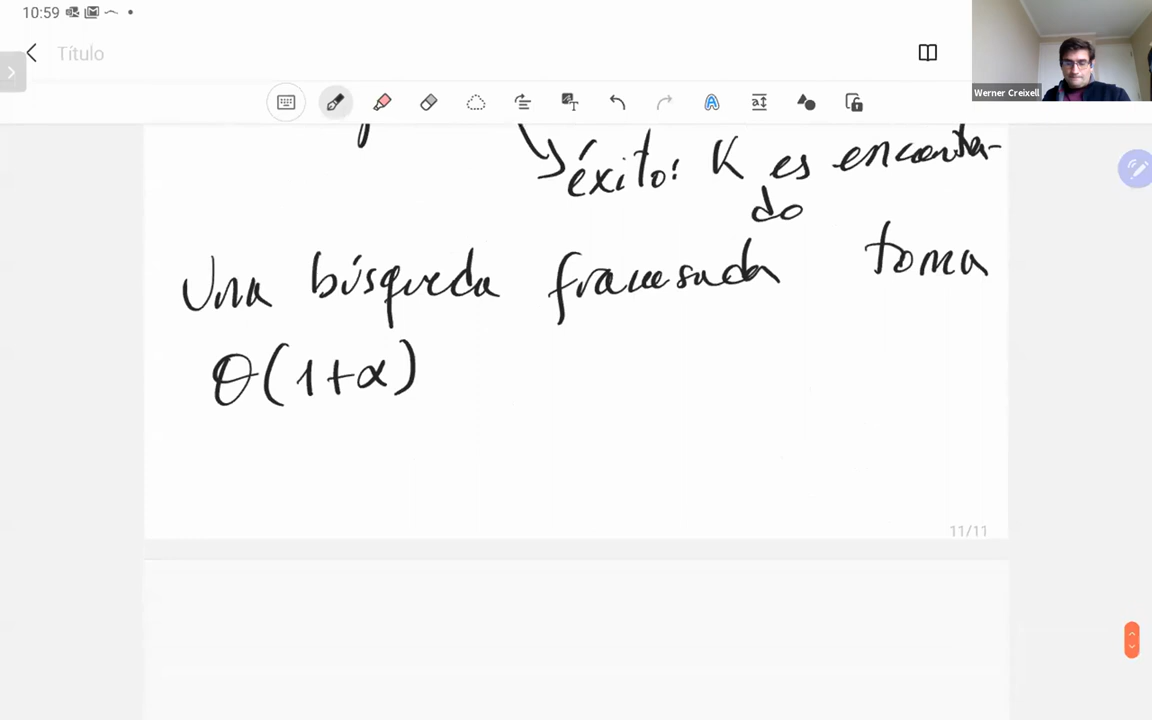 10:59
Título
Werner Creixell
éxito: K es encontra-
do
Una búsqueda fracasada toma
Θ(1+α)
11/11